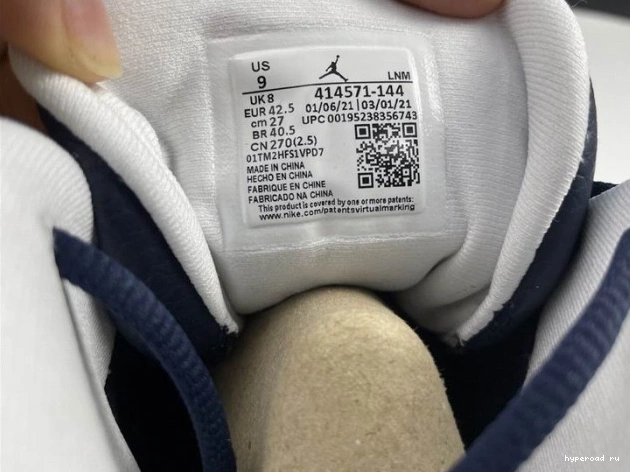 US
9
LNM
UK 8
414571-144
EUR 42.5
01/06/21 | 03/01/21
cm 27
UPC 00195238356743
BR 40.5
CN 270(2.5)
01TM2HFS1VPD7
MADE IN CHINA
HECHO EN CHINA
FABRIQUE EN CHINE
FABRICADO NA CHINA
This product is covered by one or more patents:
www.nike.com/patentsvirtualmarking
hyperoad ru